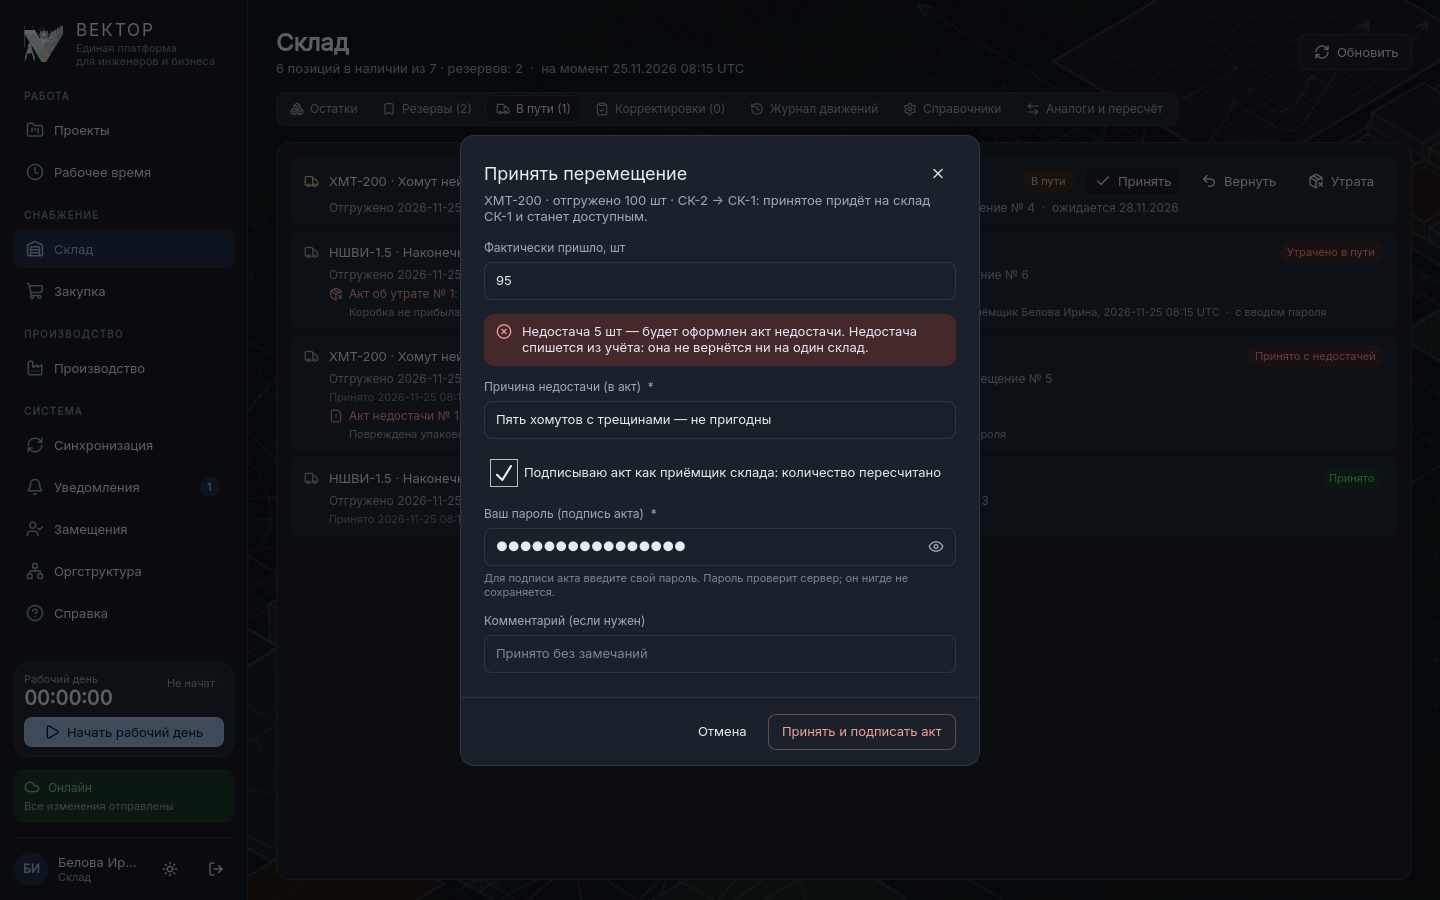 ВЕКТОР
Единая платформа
для инженеров и бизнеса
РАБОТА
Проекты
Рабочее время
СНАБЖЕНИЕ
Склад
Закупка
ПРОИЗВОДСТВО
Производство
СИСТЕМА
Синхронизация
Уведомления 1
Замещения
Оргструктура
Справка
Рабочий день Не начат
00:00:00
Начать рабочий день
Онлайн
Все изменения отправлены
БИ Белова Ир...
Склад
Склад
6 позиций в наличии из 7 · резервов: 2 · на момент 25.11.2026 08:15 UTC
Обновить
Остатки Резервы (2) В пути (1) Корректировки (0) Журнал движений Справочники Аналоги и пересчёт
ХМТ-200 · Хомут ней
В пути Принять Вернуть Утрата
Отгружено 2026-11-25
ение № 4 · ожидается 28.11.2026
НШВИ-1.5 · Наконечн
Утрачено в пути
Отгружено 2026-11-25
ние № 6
Акт об утрате № 1:
Коробка не прибыла
ёмщик Белова Ирина, 2026-11-25 08:15 UTC · с вводом пароля
ХМТ-200 · Хомут ней
Принято с недостачей
Отгружено 2026-11-25
ещение № 5
Принято 2026-11-25 08:1
Акт недостачи № 1
Повреждена упаковк
роля
НШВИ-1.5 · Наконечн
Принято
Отгружено 2026-11-25
3
Принято 2026-11-25 08:1
Принять перемещение
ХМТ-200 · отгружено 100 шт · СК-2 → СК-1: принятое придёт на склад
СК-1 и станет доступным.
Фактически пришло, шт
95
Недостача 5 шт — будет оформлен акт недостачи. Недостача
спишется из учёта: она не вернётся ни на один склад.
Причина недостачи (в акт) *
Пять хомутов с трещинами — не пригодны
Подписываю акт как приёмщик склада: количество пересчитано
Ваш пароль (подпись акта) *
●●●●●●●●●●●●●●●●
Для подписи акта введите свой пароль. Пароль проверит сервер; он нигде не
сохраняется.
Комментарий (если нужен)
Принято без замечаний
Отмена Принять и подписать акт